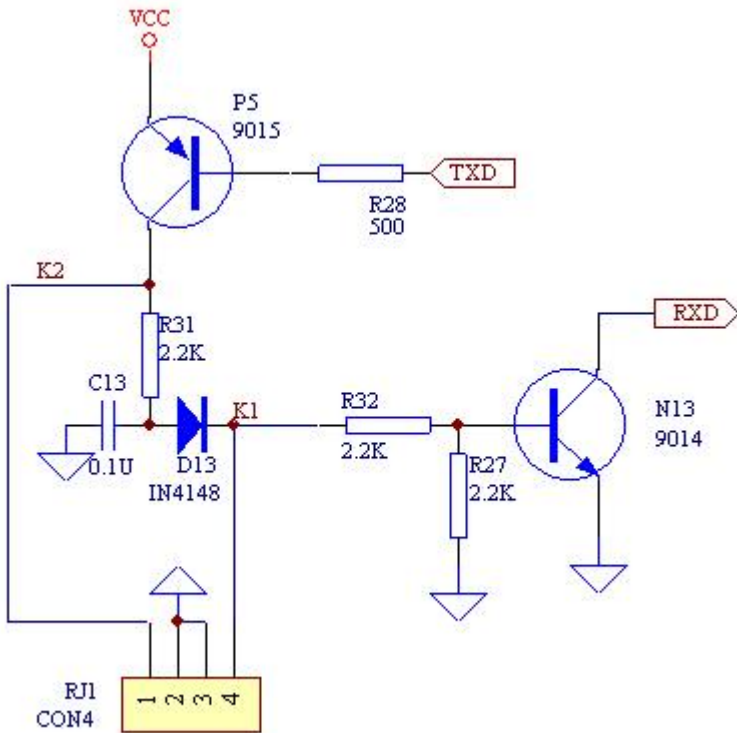 VCC
P5
9015
TXD
R28
500
K2
R31
2.2K
RXD
C13
0.1U
K1
D13
IN4148
R32
2.2K
R27
2.2K
N13
9014
RJ1
CON4
1
2
3
4